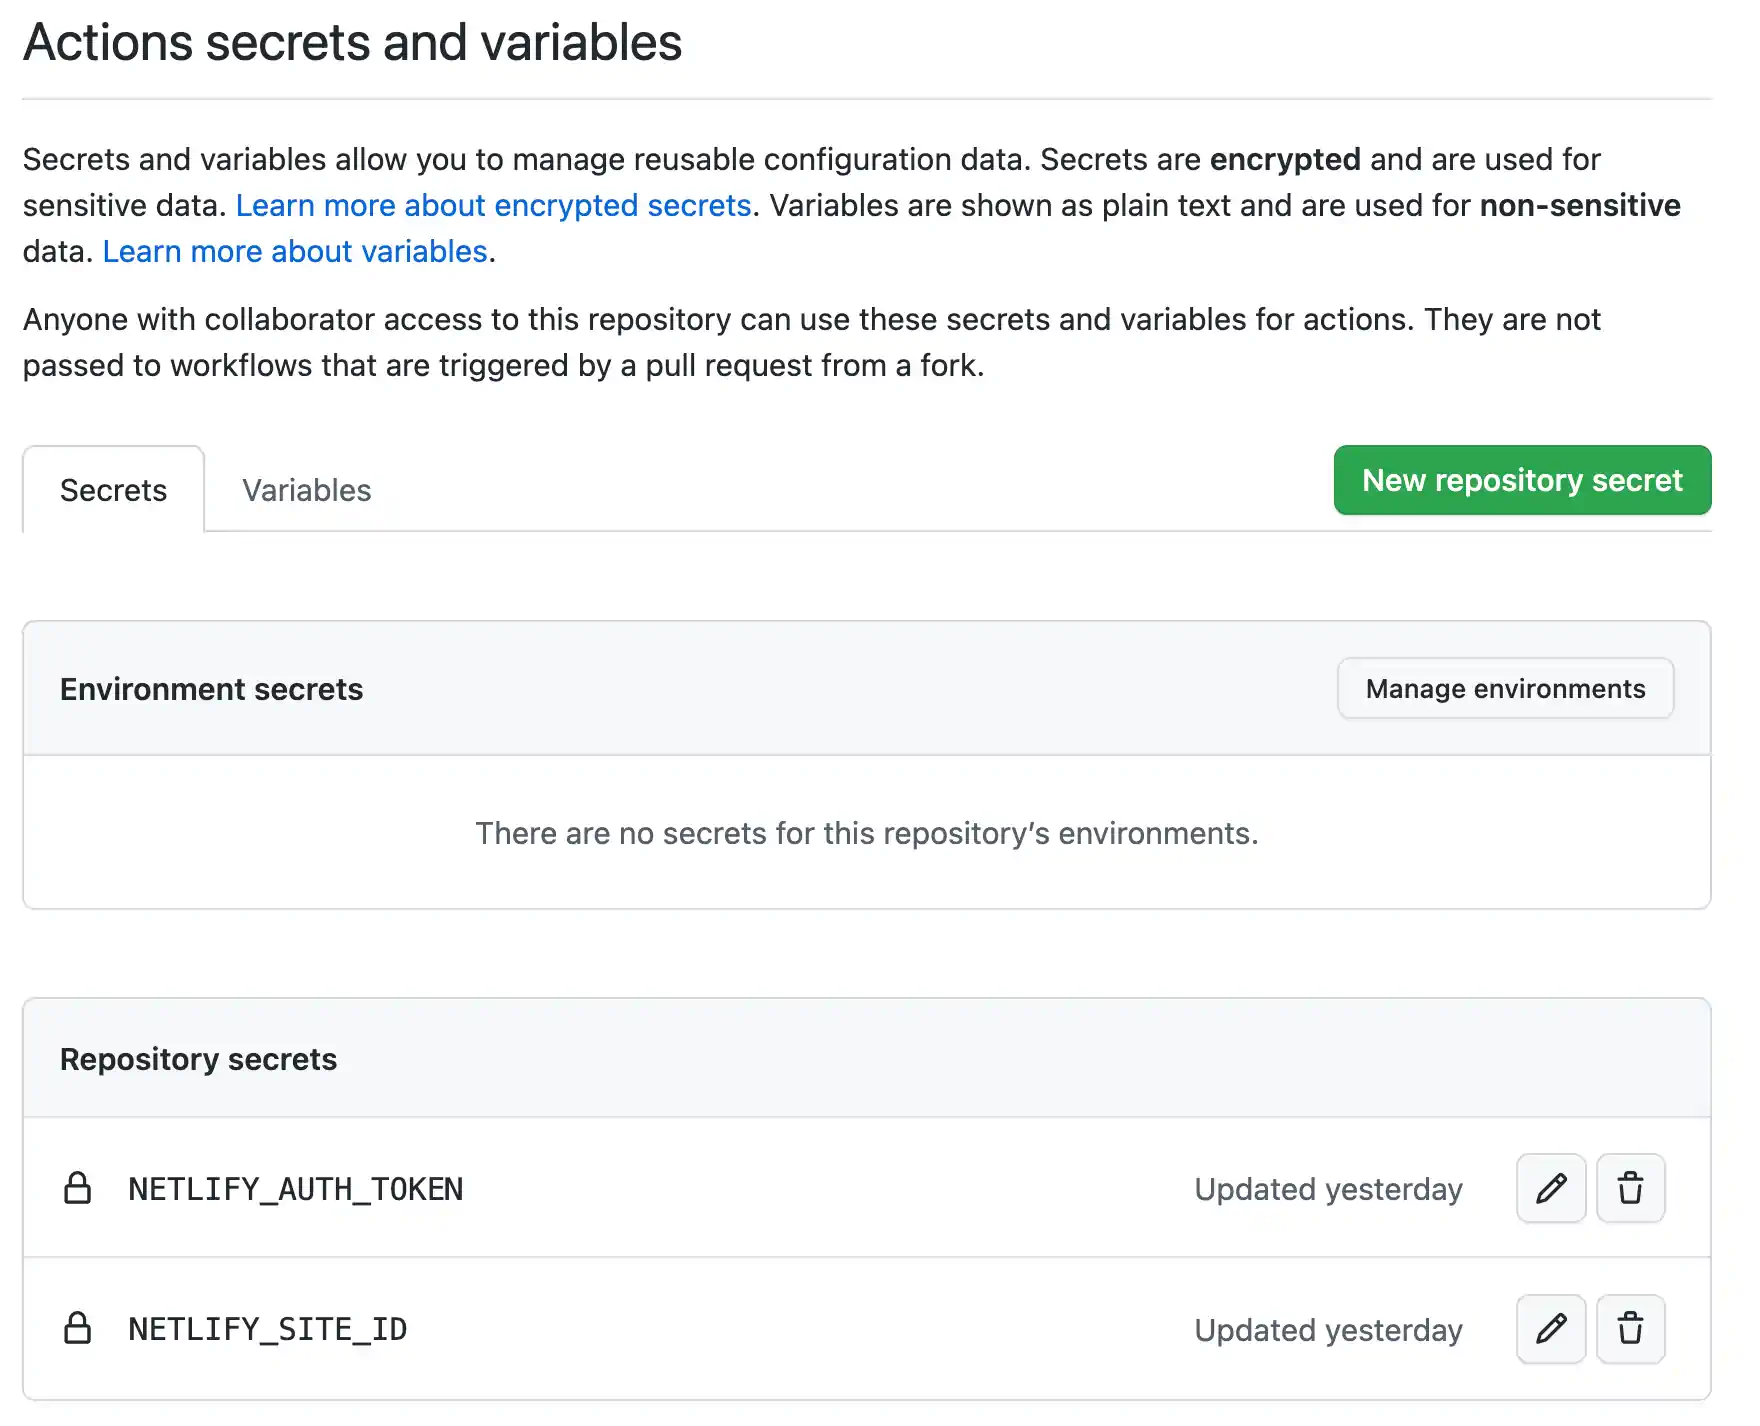 Actions secrets and variables
Secrets and variables allow you to manage reusable configuration data. Secrets are encrypted and are used for
sensitive data. Learn more about encrypted secrets. Variables are shown as plain text and are used for non-sensitive
data. Learn more about variables.
Anyone with collaborator access to this repository can use these secrets and variables for actions. They are not
passed to workflows that are triggered by a pull request from a fork.
Secrets Variables New repository secret
Environment secrets Manage environments
There are no secrets for this repository’s environments.
Repository secrets
NETLIFY_AUTH_TOKEN Updated yesterday
NETLIFY_SITE_ID Updated yesterday